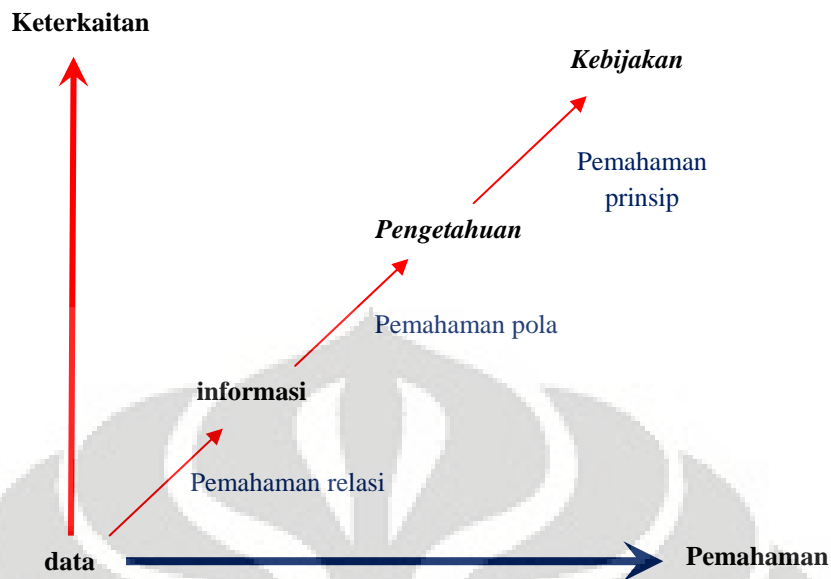 Keterkaitan
Kebijakan
Pemahaman
prinsip
Pengetahuan
Pemahaman pola
informasi
Pemahaman relasi
data
Pemahaman